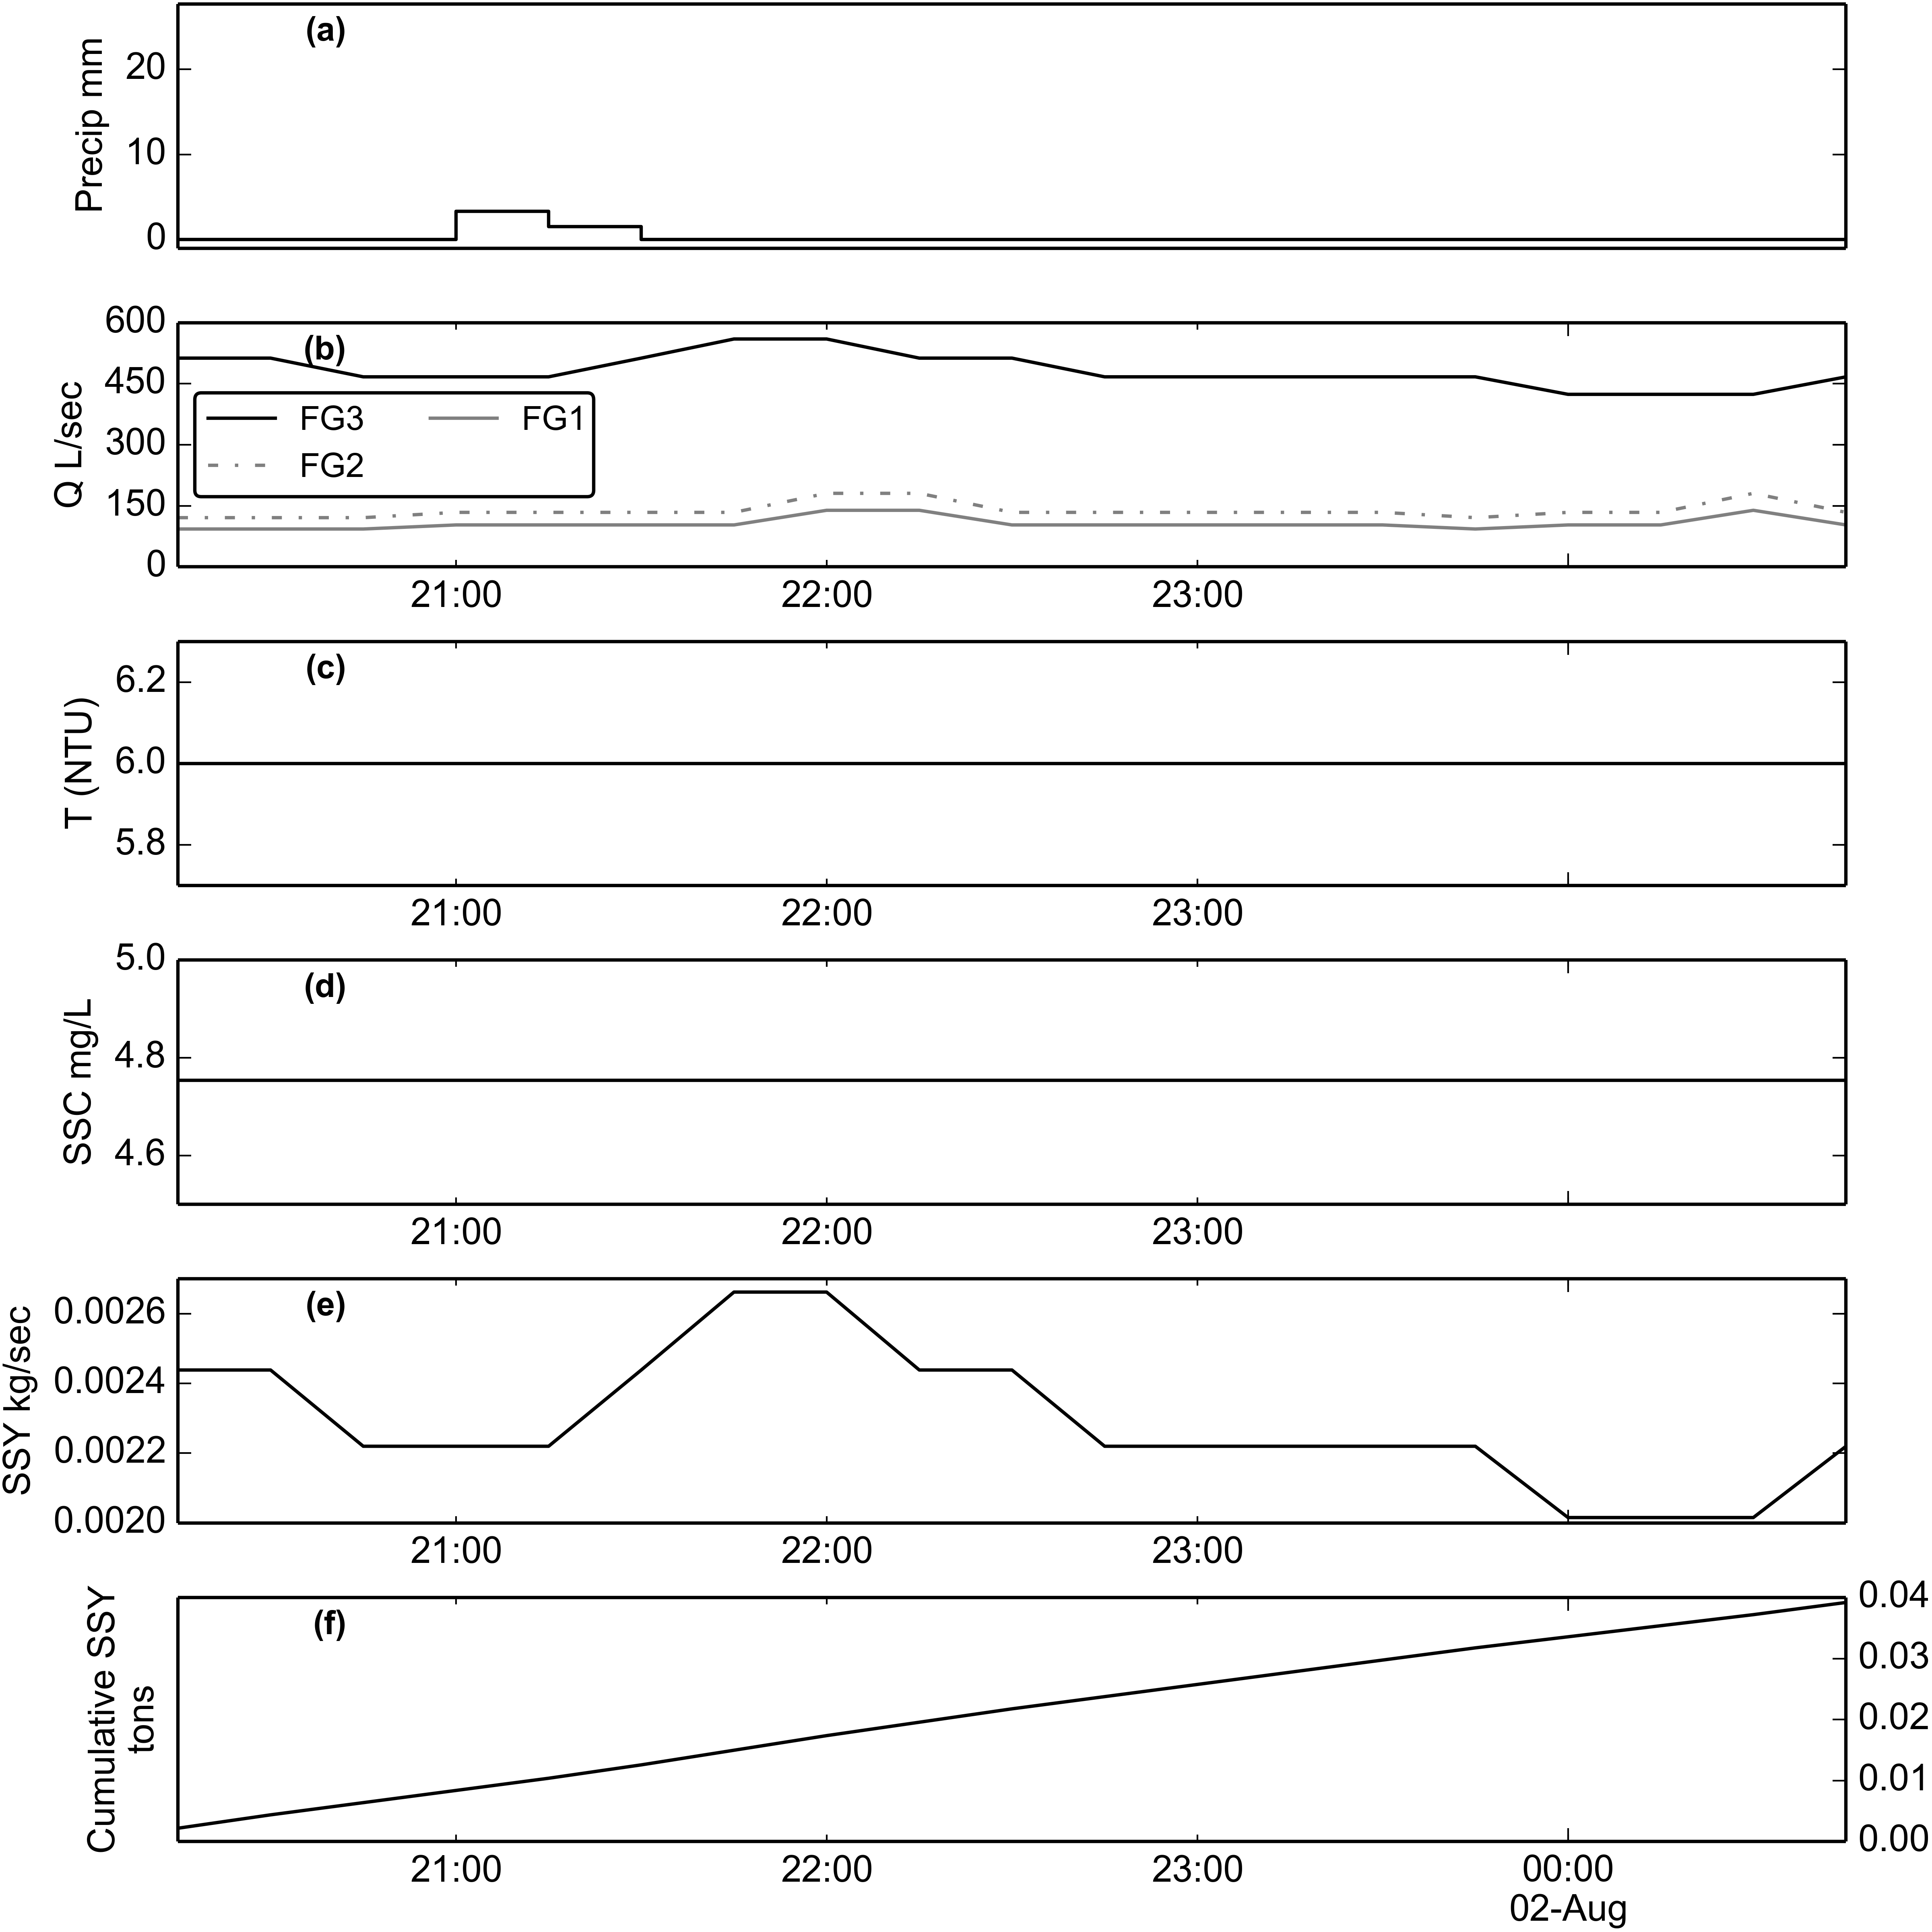 (a)
Precip mm
20
10
0
(b)
Q L/sec
600
450
300
150
0
FG3 FG1
FG2
21:00 22:00 23:00
(c)
T (NTU)
6.2
6.0
5.8
21:00 22:00 23:00
(d)
SSC mg/L
5.0
4.8
4.6
21:00 22:00 23:00
(e)
SSY kg/sec
0.0026
0.0024
0.0022
0.0020
21:00 22:00 23:00
(f)
Cumulative SSY
tons
0.04
0.03
0.02
0.01
0.00
21:00 22:00 23:00 00:00
02-Aug